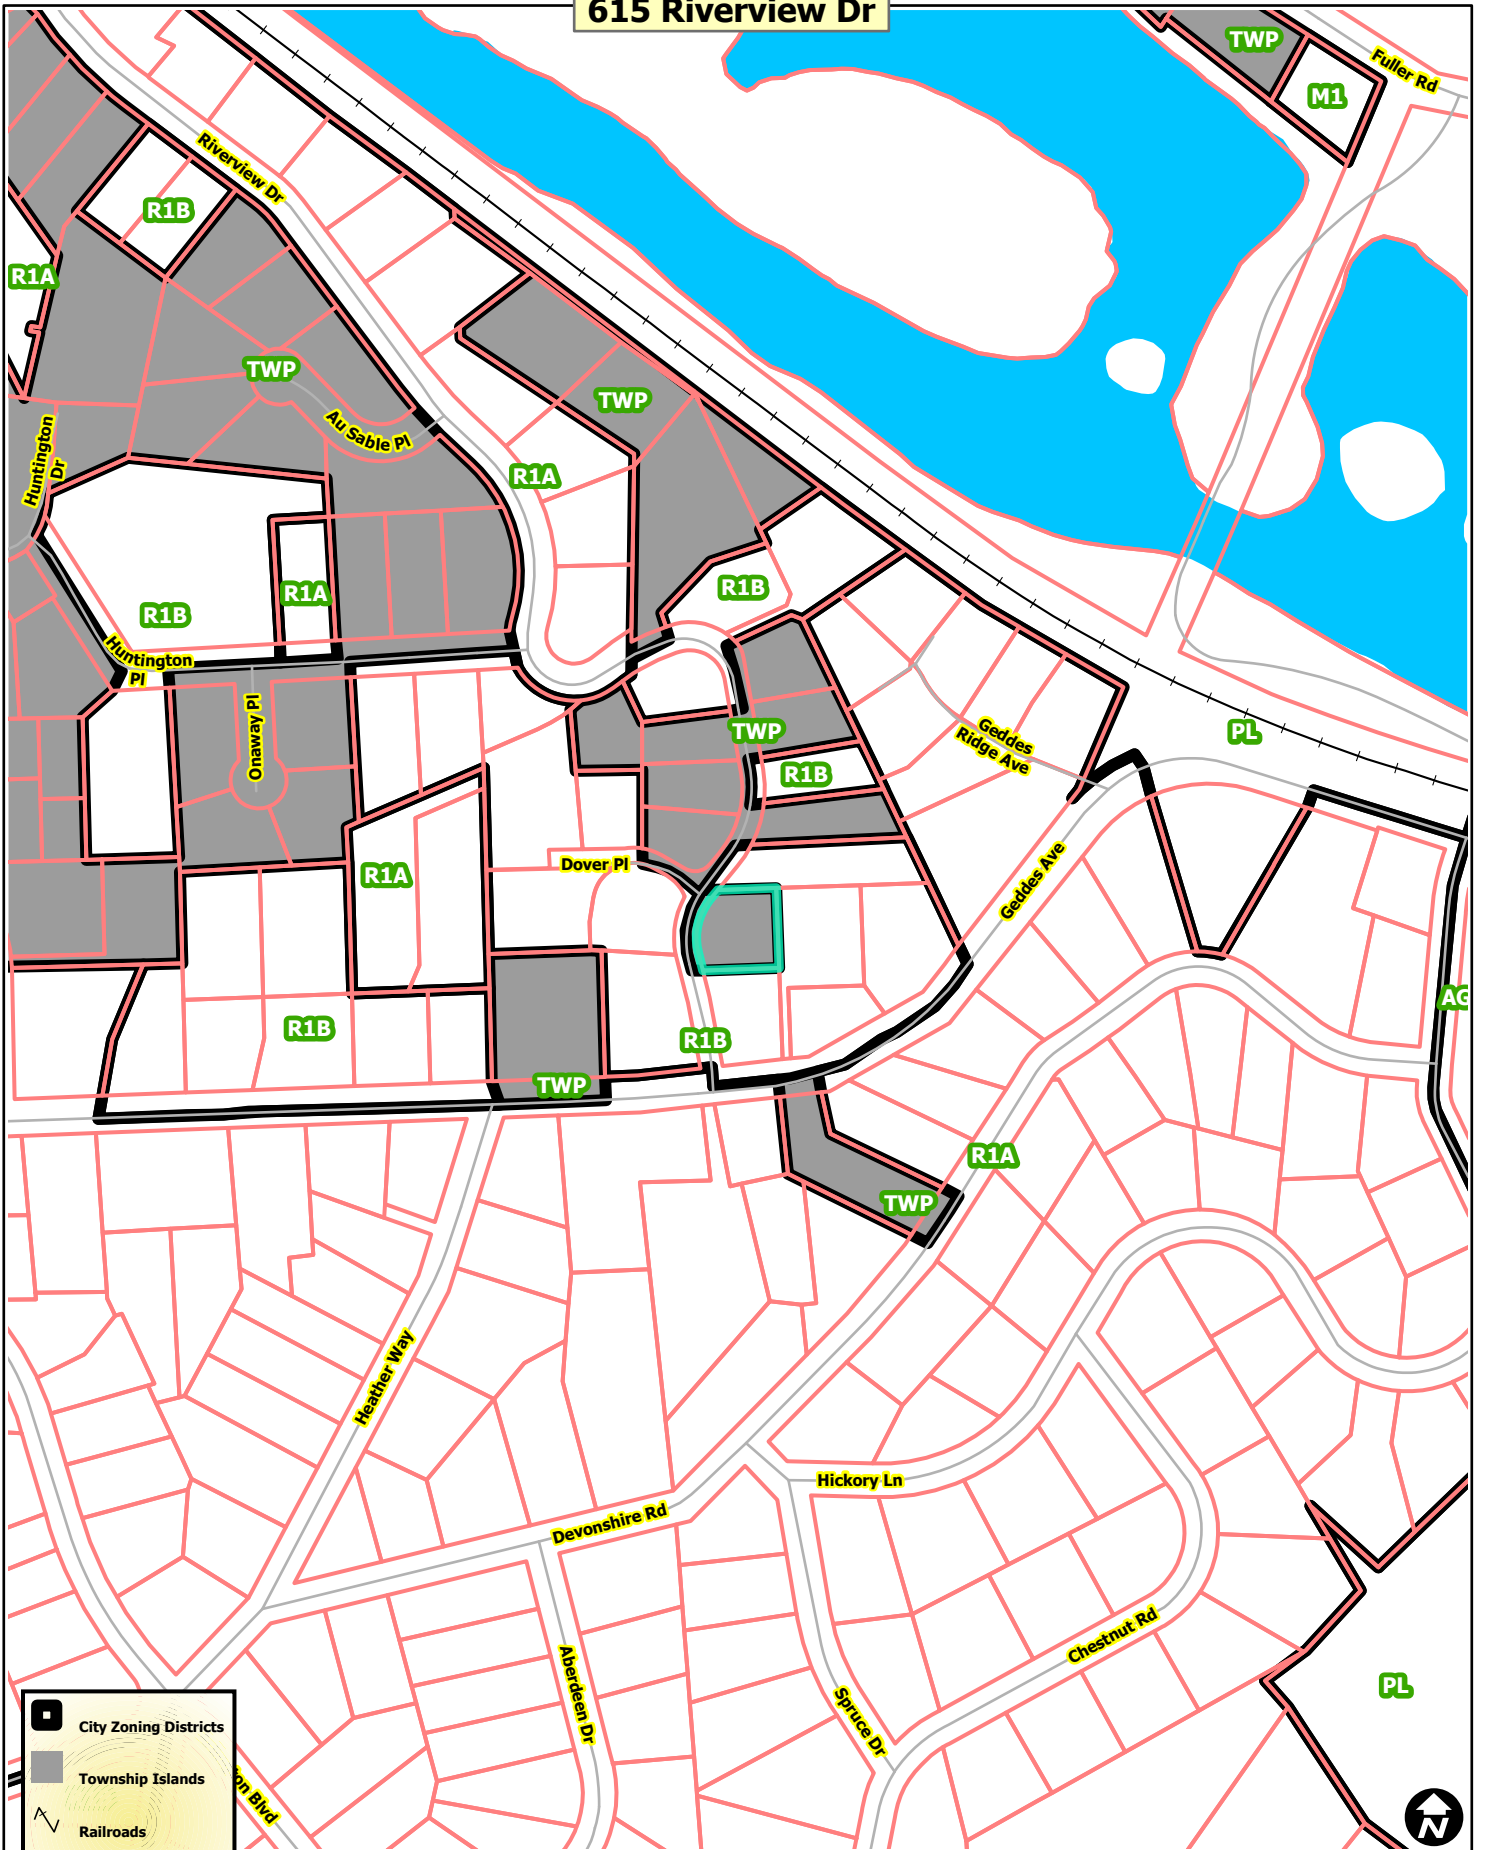 615 Riverview Dr
TWP
Fuller Rd
M1
Riverview Dr
R1B
R1A
TWP
TWP
Au Sable Pl
Huntington
Dr
R1A
R1B
R1A
R1B
Huntington
Pl
Onaway Pl
TWP
Geddes
Ridge Ave
PL
R1B
Dover Pl
R1A
Geddes Ave
AG
R1B
R1B
TWP
R1A
TWP
Heather Way
Hickory Ln
Devonshire Rd
Chestnut Rd
Aberdeen Dr
Spruce Dr
PL
City Zoning Districts
Township Islands
Railroads
on Blvd
N